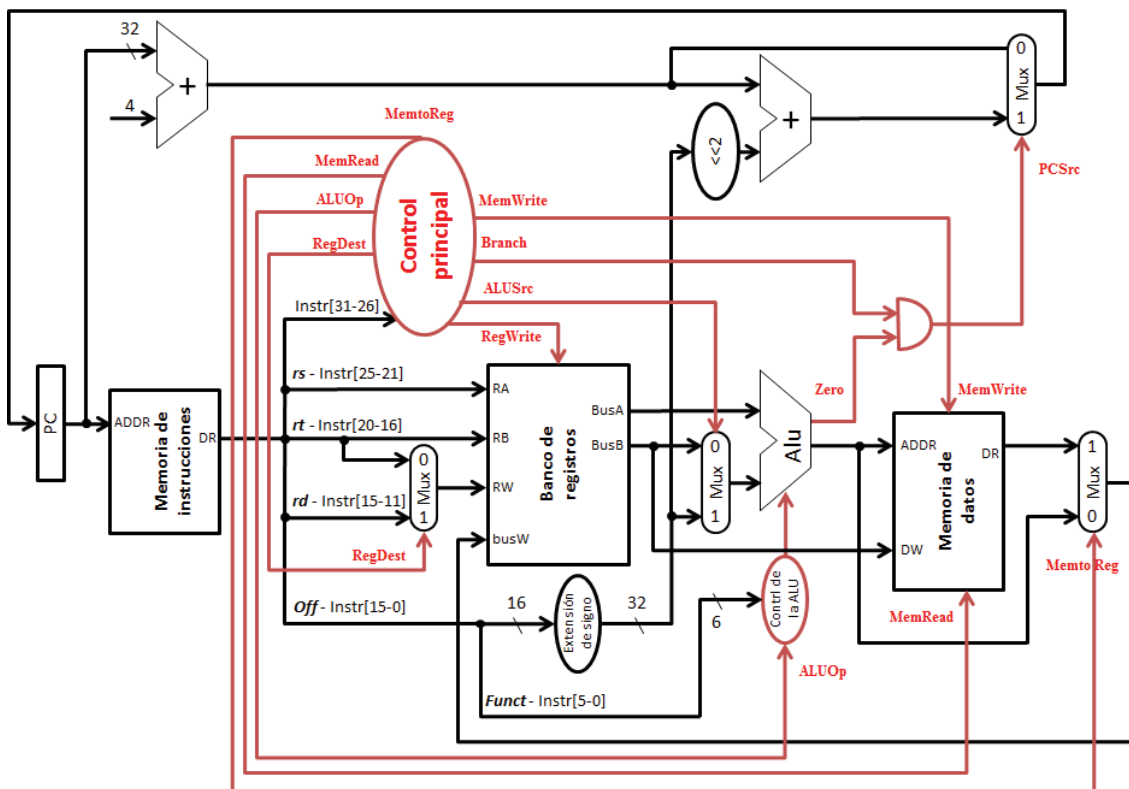 32
4
+
MemtoReg
MemRead
ALUOp
RegDest
Control
principal
MemWrite
Branch
ALUSrc
RegWrite
<<2
+
0
Mux
1
PCSrc
Instr[31-26]
rs - Instr[25-21]
rt - Instr[20-16]
rd - Instr[15-11]
Off - Instr[15-0]
Funct - Instr[5-0]
PC
ADDR
Memoria de
instrucciones
DR
0
Mux
1
RegDest
RA
RB
RW
busW
Banco de
registros
BusA
BusB
0
Mux
1
Alu
Zero
MemWrite
ADDR
DR
Memoria de
datos
DW
MemRead
1
Mux
0
Memto Reg
16
Extensión
de signo
32
6
Contrl de
la ALU
ALUOp